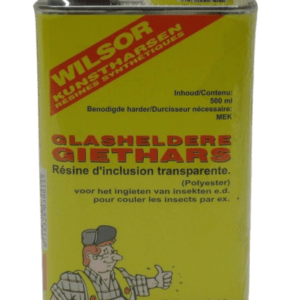 WILSOR
KUNSTHARSEN
RÉSINES SYNTHÉTIQUES
Inhoud/Contenu:
500 ml
Benodigde harder/Durcisseur nécessaire:
MEK
GLASHELDERE
GIETHARS
Résine d'inclusion transparente.
(Polyester)
voor het ingieten van insekten e.d.
pour couler les insects par ex.